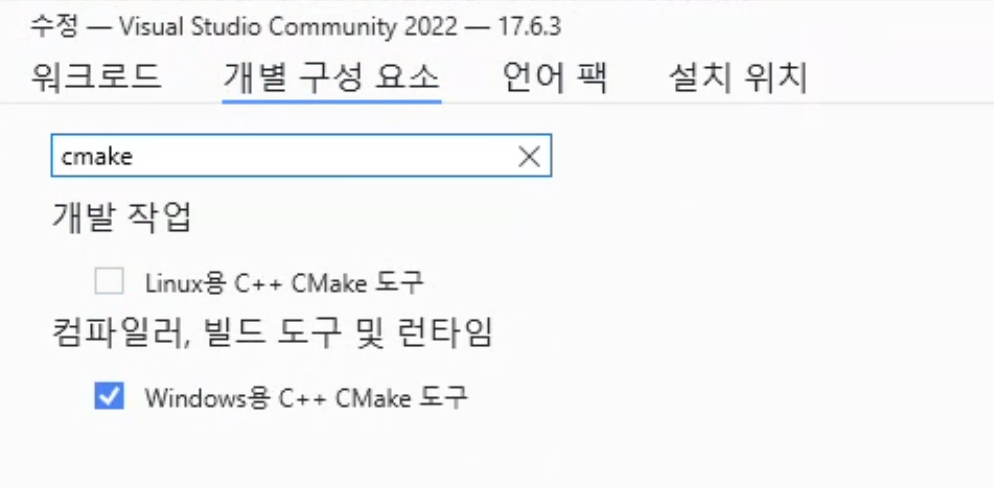 수정 — Visual Studio Community 2022 — 17.6.3
워크로드 개별 구성 요소 언어 팩 설치 위치
cmake
개발 작업
Linux용 C++ CMake 도구
컴파일러, 빌드 도구 및 런타임
Windows용 C++ CMake 도구